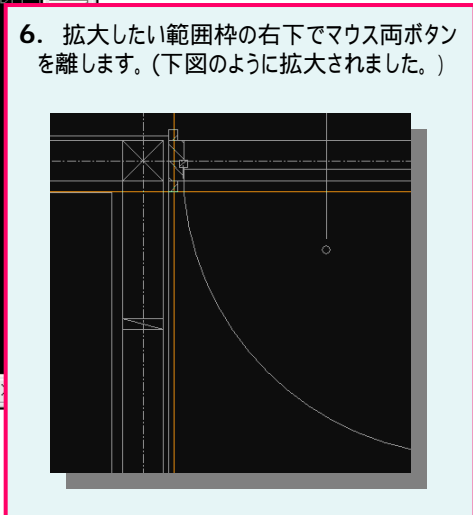 6. 拡大したい範囲枠の右下でマウス両ボタン
を離します。(下図のように拡大されました。)